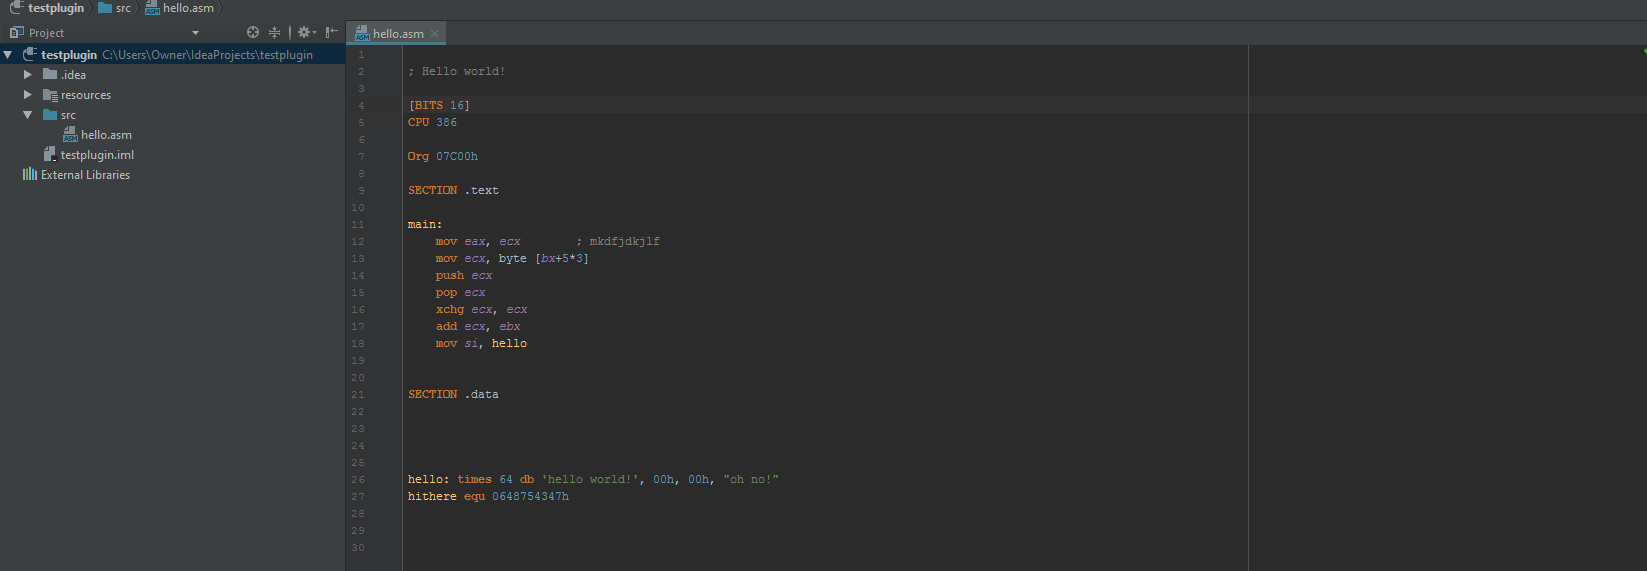 testplugin src hello.asm
Project
hello.asm
testplugin C:\Users\Owner\IdeaProjects\testplugin
.idea
resources
src
hello.asm
testplugin.iml
External Libraries
1
2 ; Hello world!
3
4 [BITS 16]
5 CPU 386
6
7 Org 07C00h
8
9 SECTION .text
10
11 main:
12 mov eax, ecx ; mkdfjdkjlf
13 mov ecx, byte [bx+5*3]
14 push ecx
15 pop ecx
16 xchg ecx, ecx
17 add ecx, ebx
18 mov si, hello
19
20
21 SECTION .data
22
23
24
25
26 hello: times 64 db 'hello world!', 00h, 00h, "oh no!"
27 hithere equ 0648754347h
28
29
30